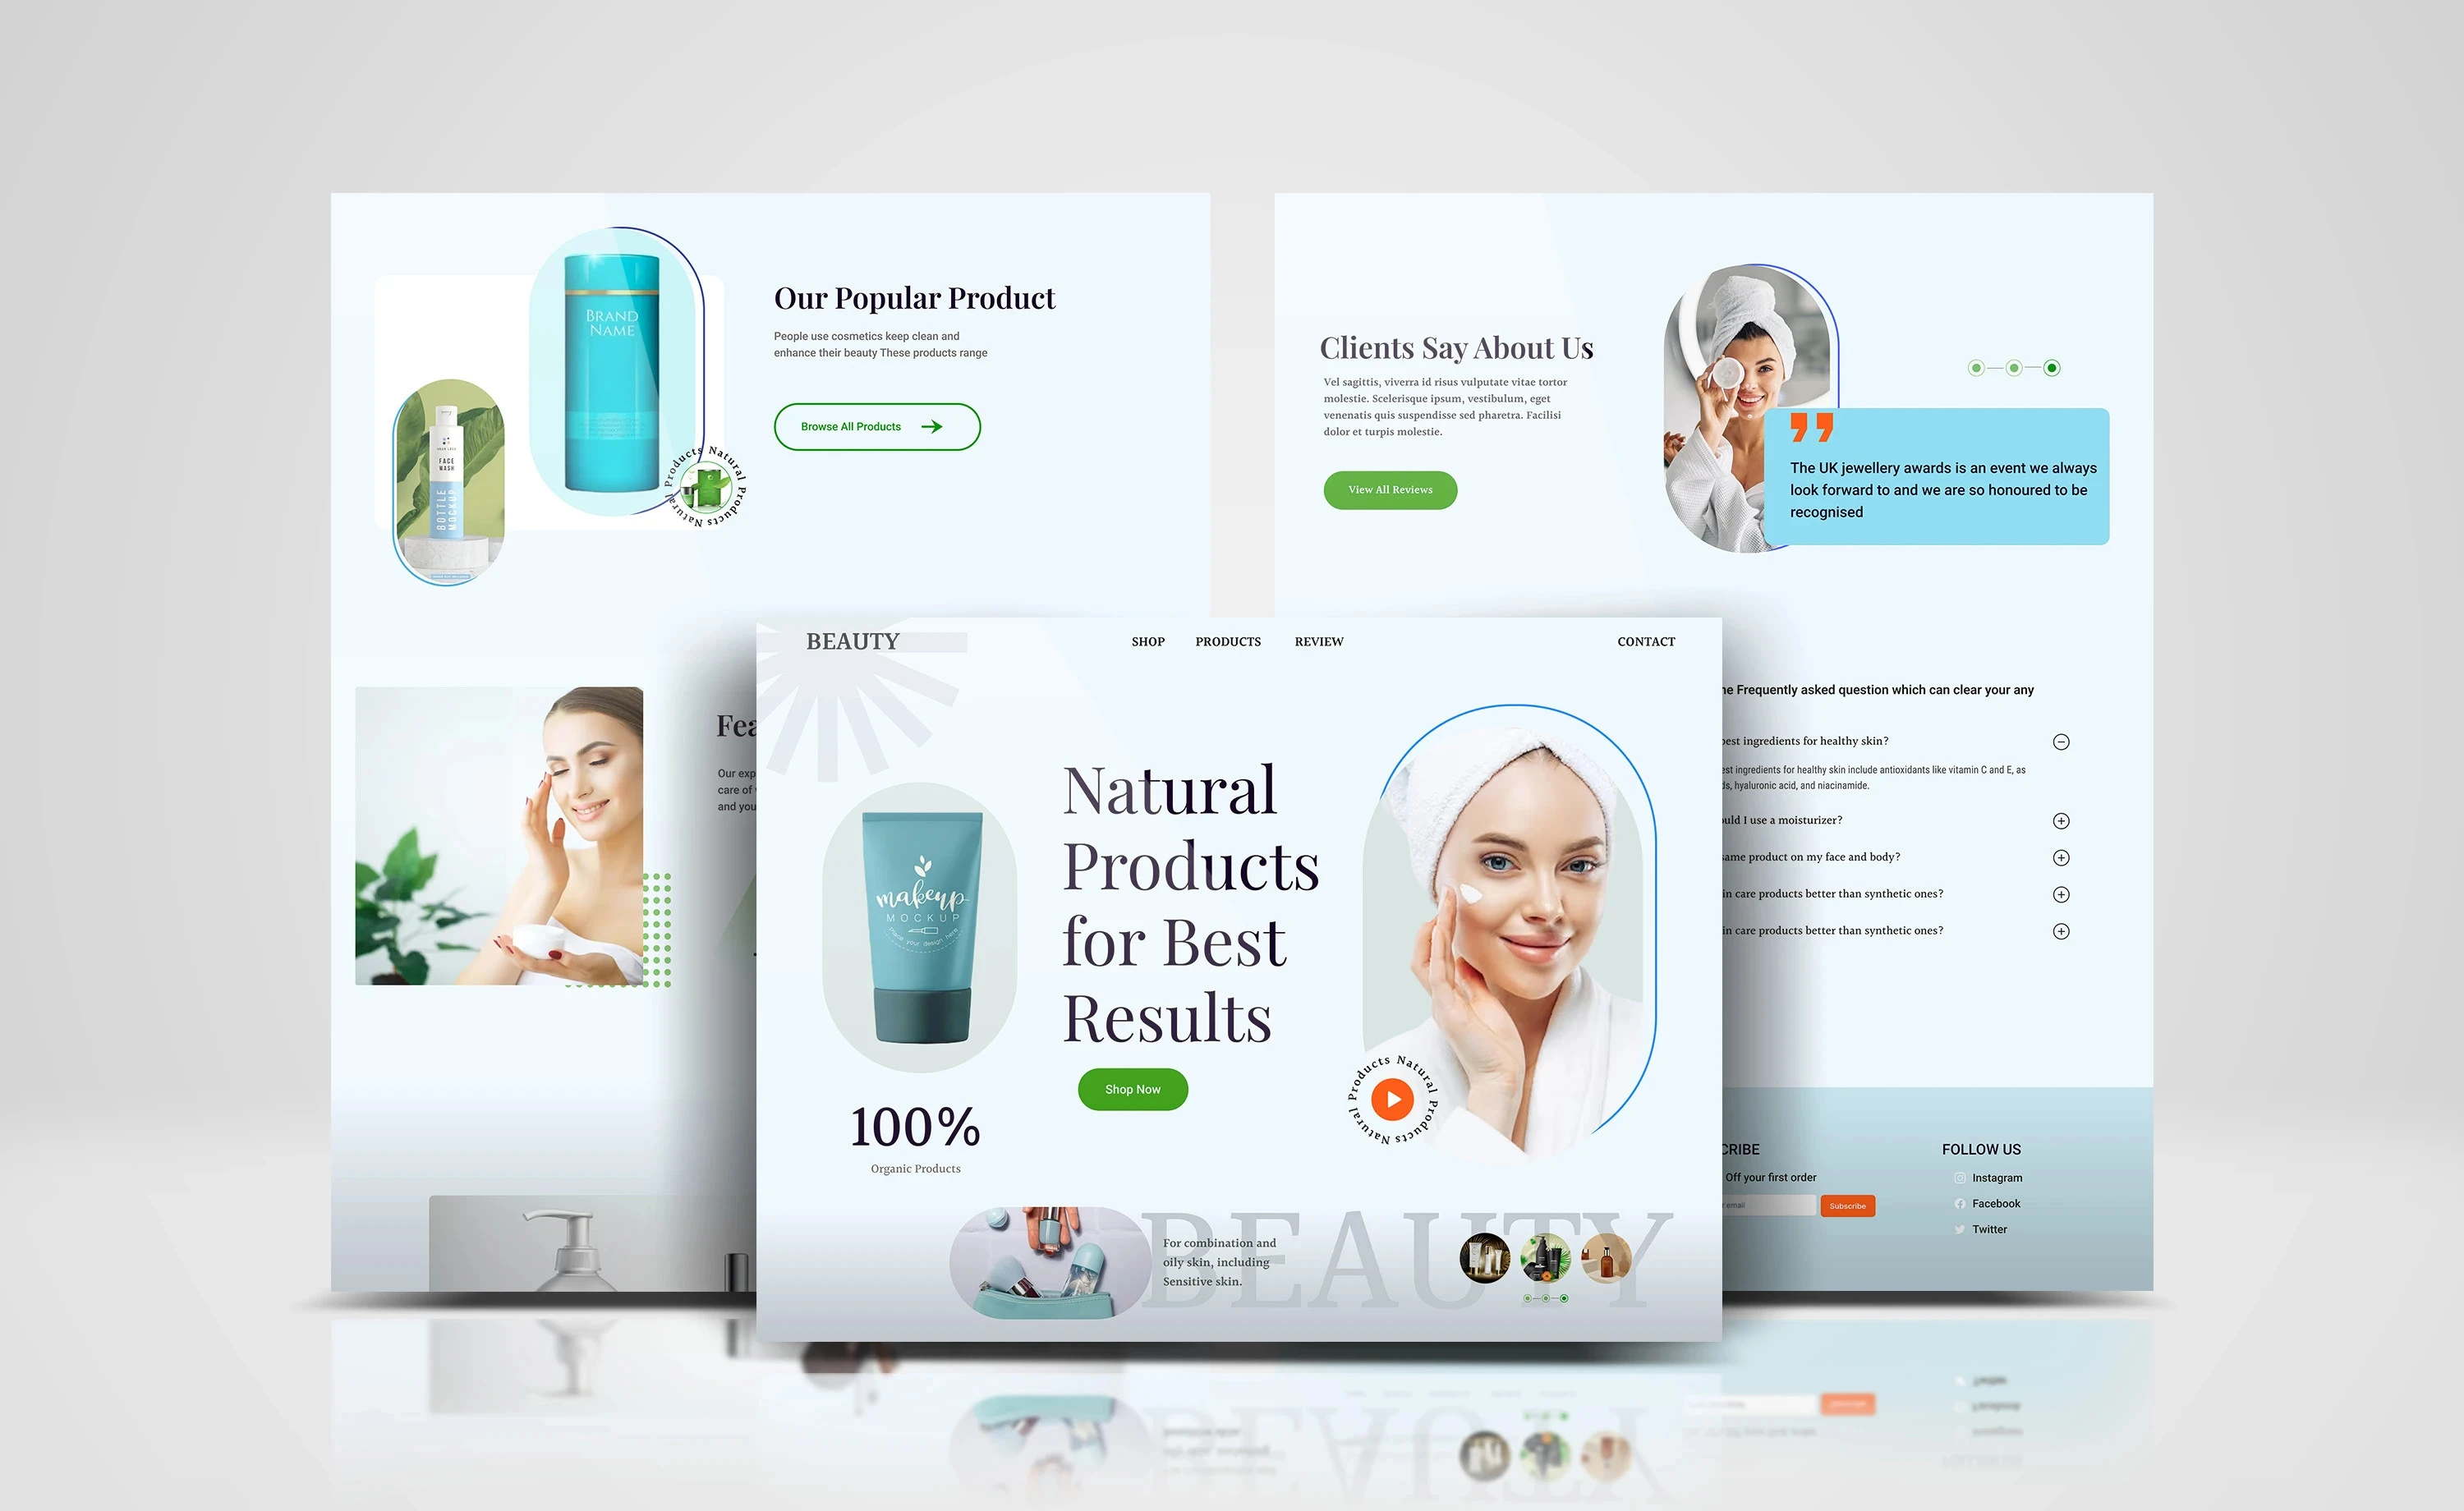 Our Popular Product
People use cosmetics keep clean and
enhance their beauty These products range
Browse All Products
BRAND
NAME
FACE
WASH
BOTTLE
MOCKUP
Products Natural Products Natural
Clients Say About Us
Vel sagittis, viverra id risus vulputate vitae tortor
molestie. Scelerisque ipsum, vestibulum, eget
venenatis quis suspendisse sed pharetra. Facilisi
dolor et turpis molestie.
View All Reviews
The UK jewellery awards is an event we always
look forward to and we are so honoured to be
recognised
Our exp
care of
and you
BEAUTY
SHOP
PRODUCTS
REVIEW
CONTACT
makeup
MOCKUP
place your design here
100%
Organic Products
Natural
Products
for Best
Results
Shop Now
Products Natural Products Natural
For combination and
oily skin, including
Sensitive skin.
BEAUTY
Frequently asked question which can clear your any
best ingredients for healthy skin?
est ingredients for healthy skin include antioxidants like vitamin C and E, as
hyaluronic acid, and niacinamide.
I use a moisturizer?
same product on my face and body?
care products better than synthetic ones?
care products better than synthetic ones?
CRIBE
Off your first order
email
Subscribe
FOLLOW US
Instagram
Facebook
Twitter